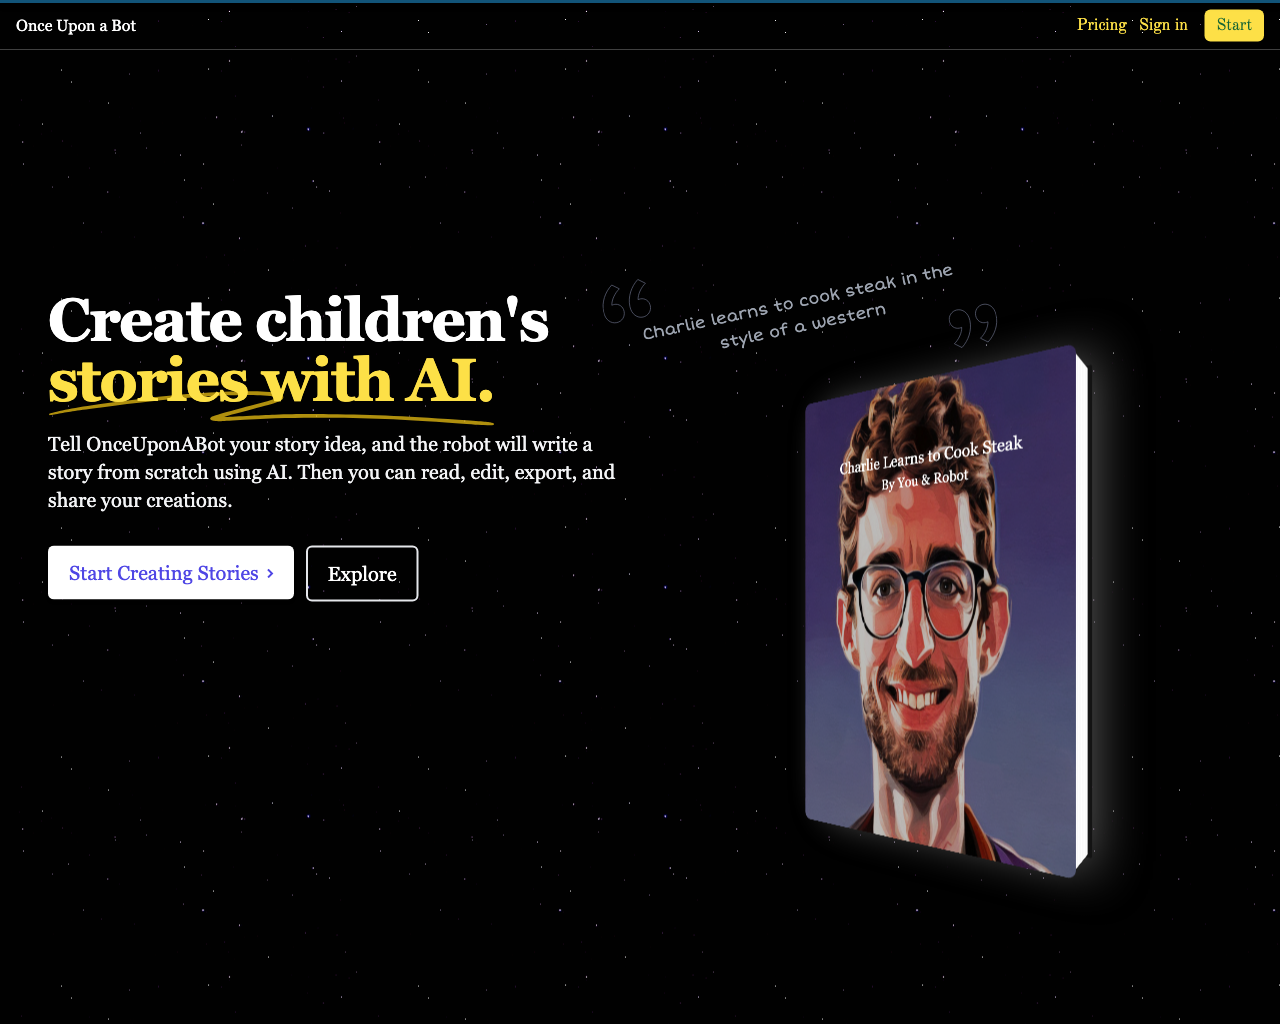 Once Upon a Bot
Pricing
Sign in
Start
Create children's
stories with AI.
Tell OnceUponABot your story idea, and the robot will write a
story from scratch using AI. Then you can read, edit, export, and
share your creations.
Start Creating Stories ›
Explore
“Charlie learns to cook steak in the
style of a western”
Charlie Learns to Cook Steak
By You & Robot